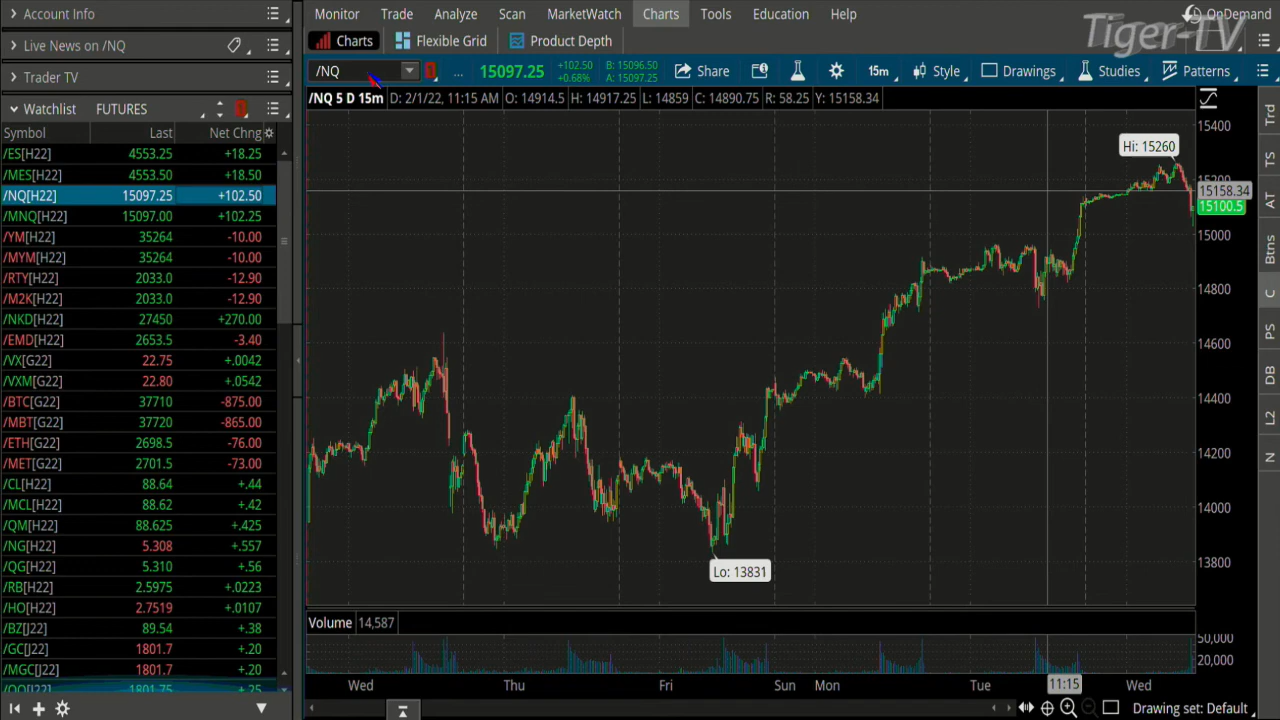 Account Info
Live News on /NQ
Trader TV
Watchlist FUTURES
Symbol Last Net Chng
/ES[H22] 4553.25 +18.25
/MES[H22] 4553.50 +18.50
/NQ[H22] 15097.25 +102.50
/MNQ[H22] 15097.00 +102.25
/YM[H22] 35264 -10.00
/MYM[H22] 35264 -10.00
/RTY[H22] 2033.0 -12.90
/M2K[H22] 2033.0 -12.90
/NKD[H22] 27450 +270.00
/EMD[H22] 2653.5 -3.40
/VX[G22] 22.75 +.0042
/VXM[G22] 22.80 +.0542
/BTC[G22] 37710 -875.00
/MBT[G22] 37720 -865.00
/ETH[G22] 2698.5 -76.00
/MET[G22] 2701.5 -73.00
/CL[H22] 88.64 +.44
/MCL[H22] 88.62 +.42
/QM[H22] 88.625 +.425
/NG[H22] 5.308 +.557
/QG[H22] 5.310 +.56
/RB[H22] 2.5975 +.0223
/HO[H22] 2.7519 +.0107
/BZ[J22] 89.54 +.38
/GC[J22] 1801.7 +.20
/MGC[J22] 1801.7 +.20
Monitor Trade Analyze Scan MarketWatch Charts Tools Education Help
OnDemand
Tiger-TV
Charts Flexible Grid Product Depth
/NQ 15097.25 +102.50 B: 15096.50 Share 15m Style Drawings Studies Patterns
+0.68% A: 15097.25
/NQ 5 D 15m D: 2/1/22, 11:15 AM O: 14914.5 H: 14917.25 L: 14859 C: 14890.75 R: 58.25 Y: 15158.34
Hi: 15260
Lo: 13831
15400
15200
15158.34
15100.5
15000
14800
14600
14400
14200
14000
13800
Volume 14,587
50,000
20,000
Wed Thu Fri Sun Mon Tue 11:15 Wed
Drawing set: Default
Trd
TS
AT
Btns
C
PS
DB
L2
N